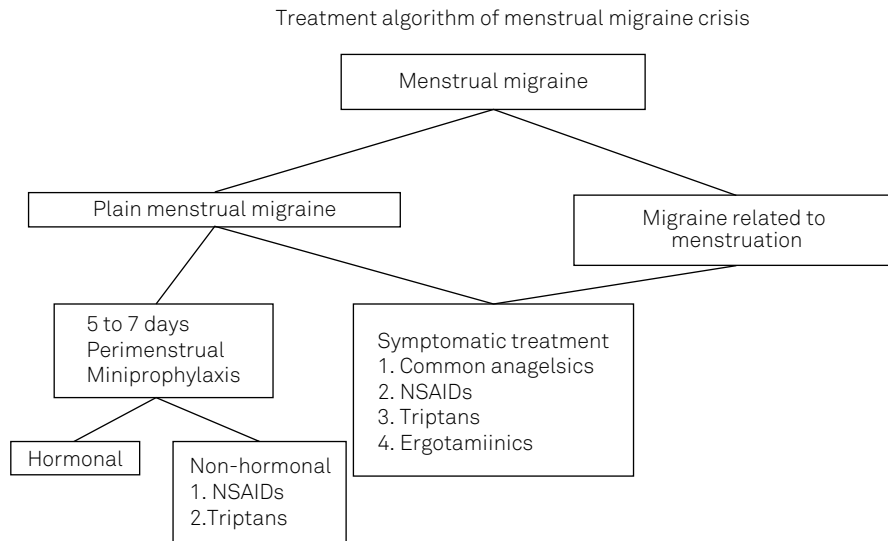 Treatment algorithm of menstrual migraine crisis
Menstrual migraine
Plain menstrual migraine
Migraine related to
menstruation
5 to 7 days
Perimenstrual
Miniprophylaxis
Symptomatic treatment
1. Common anagelsics
2. NSAIDs
3. Triptans
4. Ergotamiinics
Hormonal
Non-hormonal
1. NSAIDs
2.Triptans